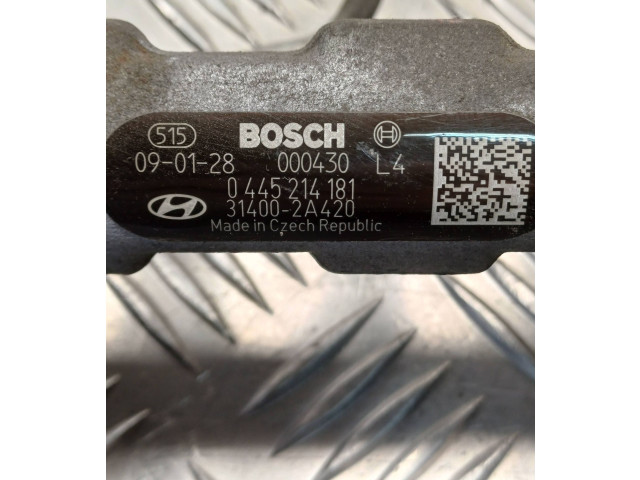 515 BOSCH
09-01-28 000430 L4
0 445 214 181
31400-2A420
Made in Czech Republic